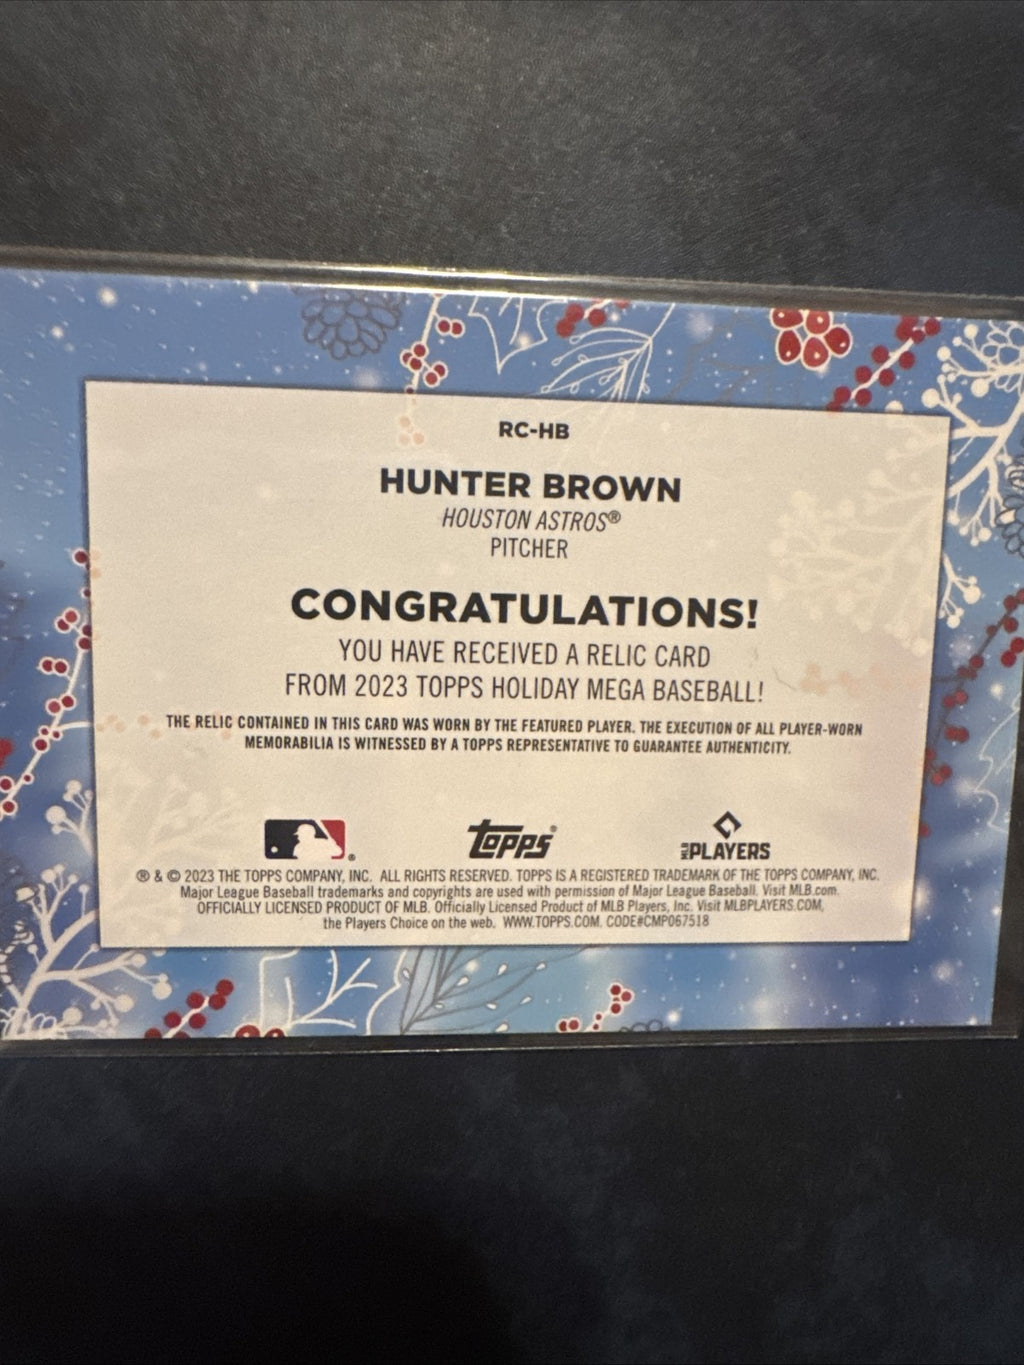 RC-HB
HUNTER BROWN
HOUSTON ASTROS®
PITCHER
CONGRATULATIONS!
YOU HAVE RECEIVED A RELIC CARD
FROM 2023 TOPPS HOLIDAY MEGA BASEBALL!
THE RELIC CONTAINED IN THIS CARD WAS WORN BY THE FEATURED PLAYER. THE EXECUTION OF ALL PLAYER-WORN
MEMORABILIA IS WITNESSED BY A TOPPS REPRESENTATIVE TO GUARANTEE AUTHENTICITY.
® Topps® MLB PLAYERS
® & © 2023 THE TOPPS COMPANY, INC. ALL RIGHTS RESERVED. TOPPS IS A REGISTERED TRADEMARK OF THE TOPPS COMPANY, INC.
Major League Baseball trademarks and copyrights are used with permission of Major League Baseball. Visit MLB.com.
OFFICIALLY LICENSED PRODUCT OF MLB. Officially Licensed Product of MLB Players, Inc. Visit MLBPLAYERS.COM,
the Players Choice on the web. WWW.TOPPS.COM. CODE#CMP067518